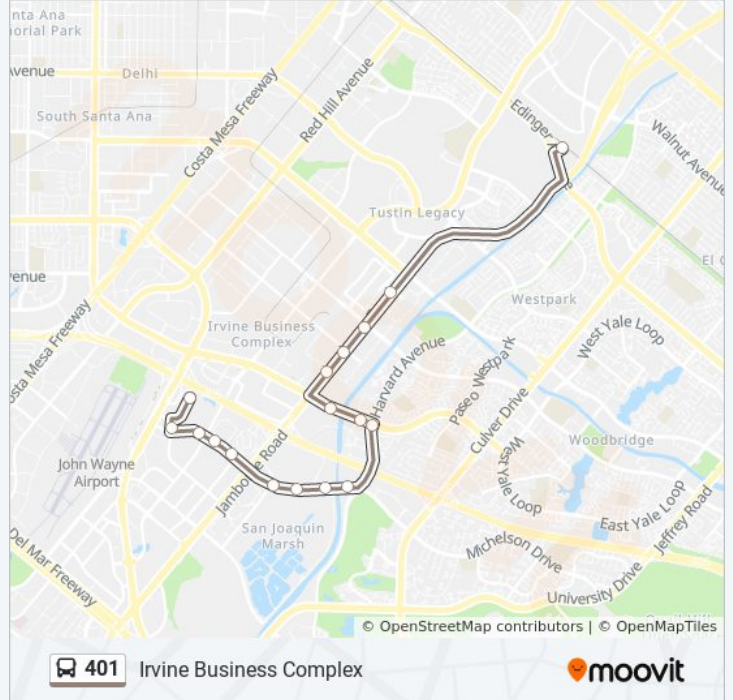 nta Ana
orial Park
Avenue
Delhi
South Santa Ana
Costa Mesa Freeway
Red Hill Avenue
Edinger
Walnut Avenue
Tustin Legacy
El C
enue
Westpark
Irvine Business
Complex
West Yale Loop
osta Mesa Freeway
Harvard Avenue
Paseo Westpark
Culver Drive
Woodbridge
John Wayne
Airport
Jamboree Road
West Yale Loop
East Yale Loop
Jeffrey Road
San Joaquin
Marsh
Michelson Drive
Del Mar Freeway
University Drive
© OpenStreetMap contributors | © OpenMapTiles
401 Irvine Business Complex
moovit